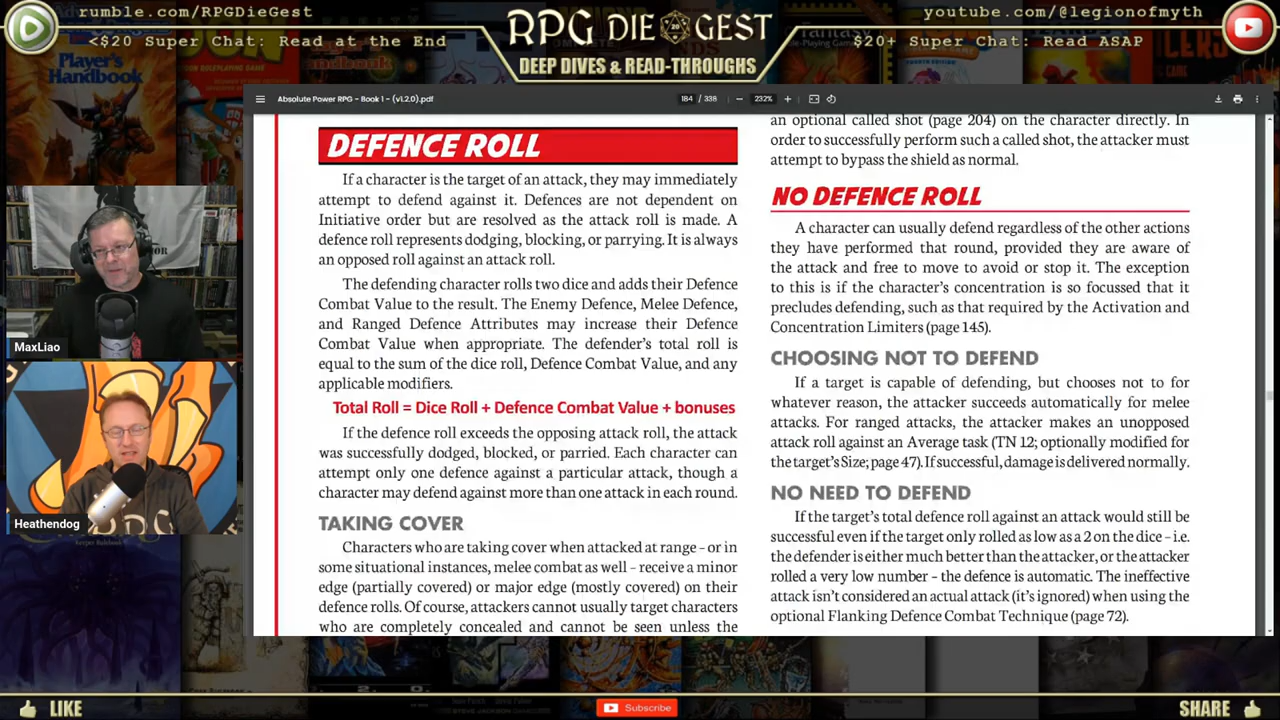 rumble.com/RPGDieGest
<$20 Super Chat: Read at the End
RPG DIE GEST
DEEP DIVES & READ-THROUGHS
youtube.com/@legionofmyth
$20+ Super Chat: Read ASAP
Player's
Handbook
Absolute Power RPG - Book 1 - (v1.2.0).pdf
184 / 338
232%
DEFENCE ROLL
If a character is the target of an attack, they may immediately
attempt to defend against it. Defences are not dependent on
Initiative order but are resolved as the attack roll is made. A
defence roll represents dodging, blocking, or parrying. It is always
an opposed roll against an attack roll.
The defending character rolls two dice and adds their Defence
Combat Value to the result. The Enemy Defence, Melee Defence,
and Ranged Defence Attributes may increase their Defence
Combat Value when appropriate. The defender's total roll is
equal to the sum of the dice roll, Defence Combat Value, and any
applicable modifiers.
Total Roll = Dice Roll + Defence Combat Value + bonuses
If the defence roll exceeds the opposing attack roll, the attack
was successfully dodged, blocked, or parried. Each character can
attempt only one defence against a particular attack, though a
character may defend against more than one attack in each round.
TAKING COVER
Characters who are taking cover when attacked at range – or in
some situational instances, melee combat as well – receive a minor
edge (partially covered) or major edge (mostly covered) on their
defence rolls. Of course, attackers cannot usually target characters
who are completely concealed and cannot be seen unless the
an optional called shot (page 204) on the character directly. In
order to successfully perform such a called shot, the attacker must
attempt to bypass the shield as normal.
NO DEFENCE ROLL
A character can usually defend regardless of the other actions
they have performed that round, provided they are aware of
the attack and free to move to avoid or stop it. The exception
to this is if the character's concentration is so focussed that it
precludes defending, such as that required by the Activation and
Concentration Limiters (page 145).
CHOOSING NOT TO DEFEND
If a target is capable of defending, but chooses not to for
whatever reason, the attacker succeeds automatically for melee
attacks. For ranged attacks, the attacker makes an unopposed
attack roll against an Average task (TN 12; optionally modified for
the target's Size; page 47). If successful, damage is delivered normally.
NO NEED TO DEFEND
If the target's total defence roll against an attack would still be
successful even if the target only rolled as low as a 2 on the dice – i.e.
the defender is either much better than the attacker, or the attacker
rolled a very low number – the defence is automatic. The ineffective
attack isn't considered an actual attack (it's ignored) when using the
optional Flanking Defence Combat Technique (page 72).
MaxLiao
Heathendog
LIKE
Subscribe
SHARE